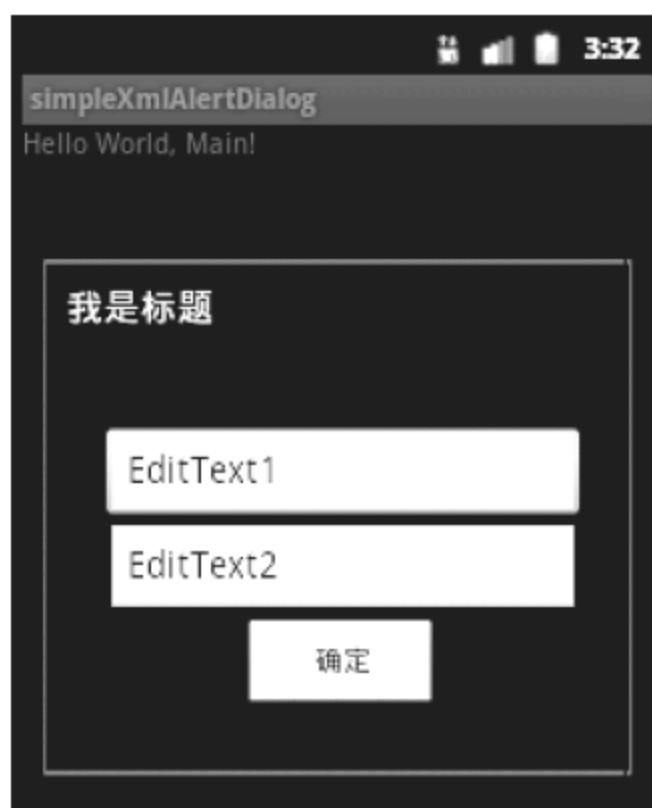 3:32
simpleXmlAlertDialog
Hello World, Main!
我是标题
EditText1
EditText2
确定